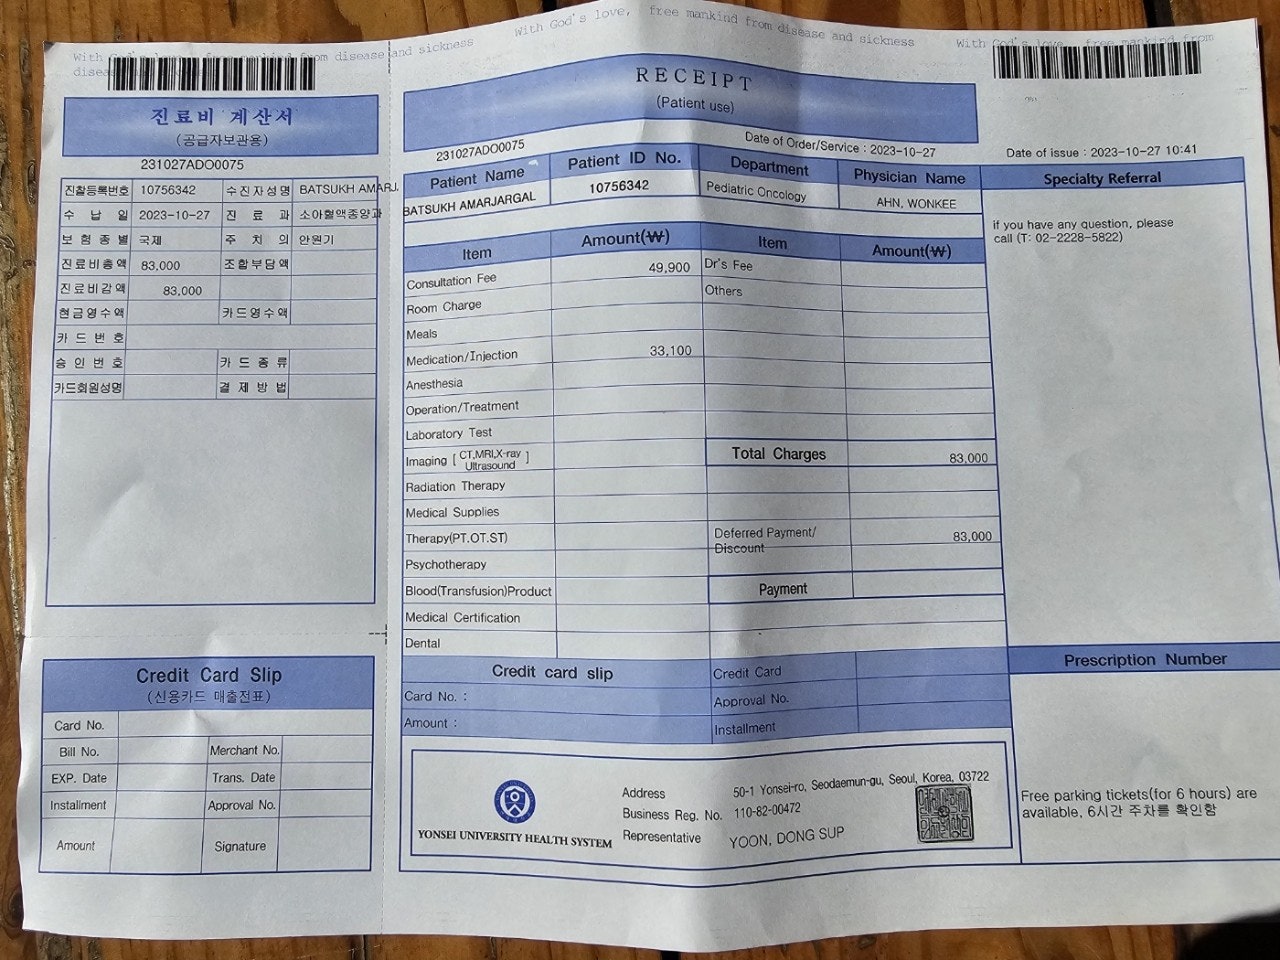 With God's love, free mankind from disease and sickness
With God's love, free mankind from disease and sickness
With God's love, free mankind from
진료비 계산서
(공급자보관용)
231027ADO0075
진찰등록번호 10756342 수진자성명 BATSUKH AMARJ
수 납 일 2023-10-27 진 료 과 소아혈액종양과
보 험 종 별 국제 주 치 의 안원기
진료비총액 83,000 조합부담액
진료비감액 83,000
현금영수액 카드영수액
카 드 번 호
승 인 번 호 카 드 종 류
카드회원성명 결 제 방 법
Credit Card Slip
(신용카드 매출전표)
Card No.
Bill No. Merchant No.
EXP. Date Trans. Date
Installment Approval No.
Amount Signature
RECEIPT
(Patient use)
231027ADO0075
Date of Order/Service : 2023-10-27
Date of issue : 2023-10-27 10:41
Patient Name Patient ID No. Department Physician Name
BATSUKH AMARJARGAL 10756342 Pediatric Oncology AHN, WONKEE
Item Amount(₩) Item Amount(₩)
Consultation Fee 49,900 Dr's Fee
Room Charge Others
Meals
Medication/Injection 33,100
Anesthesia
Operation/Treatment
Laboratory Test
Imaging [ CT,MRI,X-ray Ultrasound ] Total Charges 83,000
Radiation Therapy
Medical Supplies
Therapy(PT.OT.ST) Deferred Payment/ Discount 83,000
Psychotherapy
Blood(Transfusion)Product Payment
Medical Certification
Dental
Credit card slip Credit Card
Card No. : Approval No.
Amount : Installment
YONSEI UNIVERSITY HEALTH SYSTEM
Address 50-1 Yonsei-ro, Seodaemun-gu, Seoul, Korea, 03722
Business Reg. No. 110-82-00472
Representative YOON, DONG SUP
Specialty Referral
if you have any question, please
call (T: 02-2228-5822)
Prescription Number
Free parking tickets(for 6 hours) are
available, 6시간 주차를 확인함